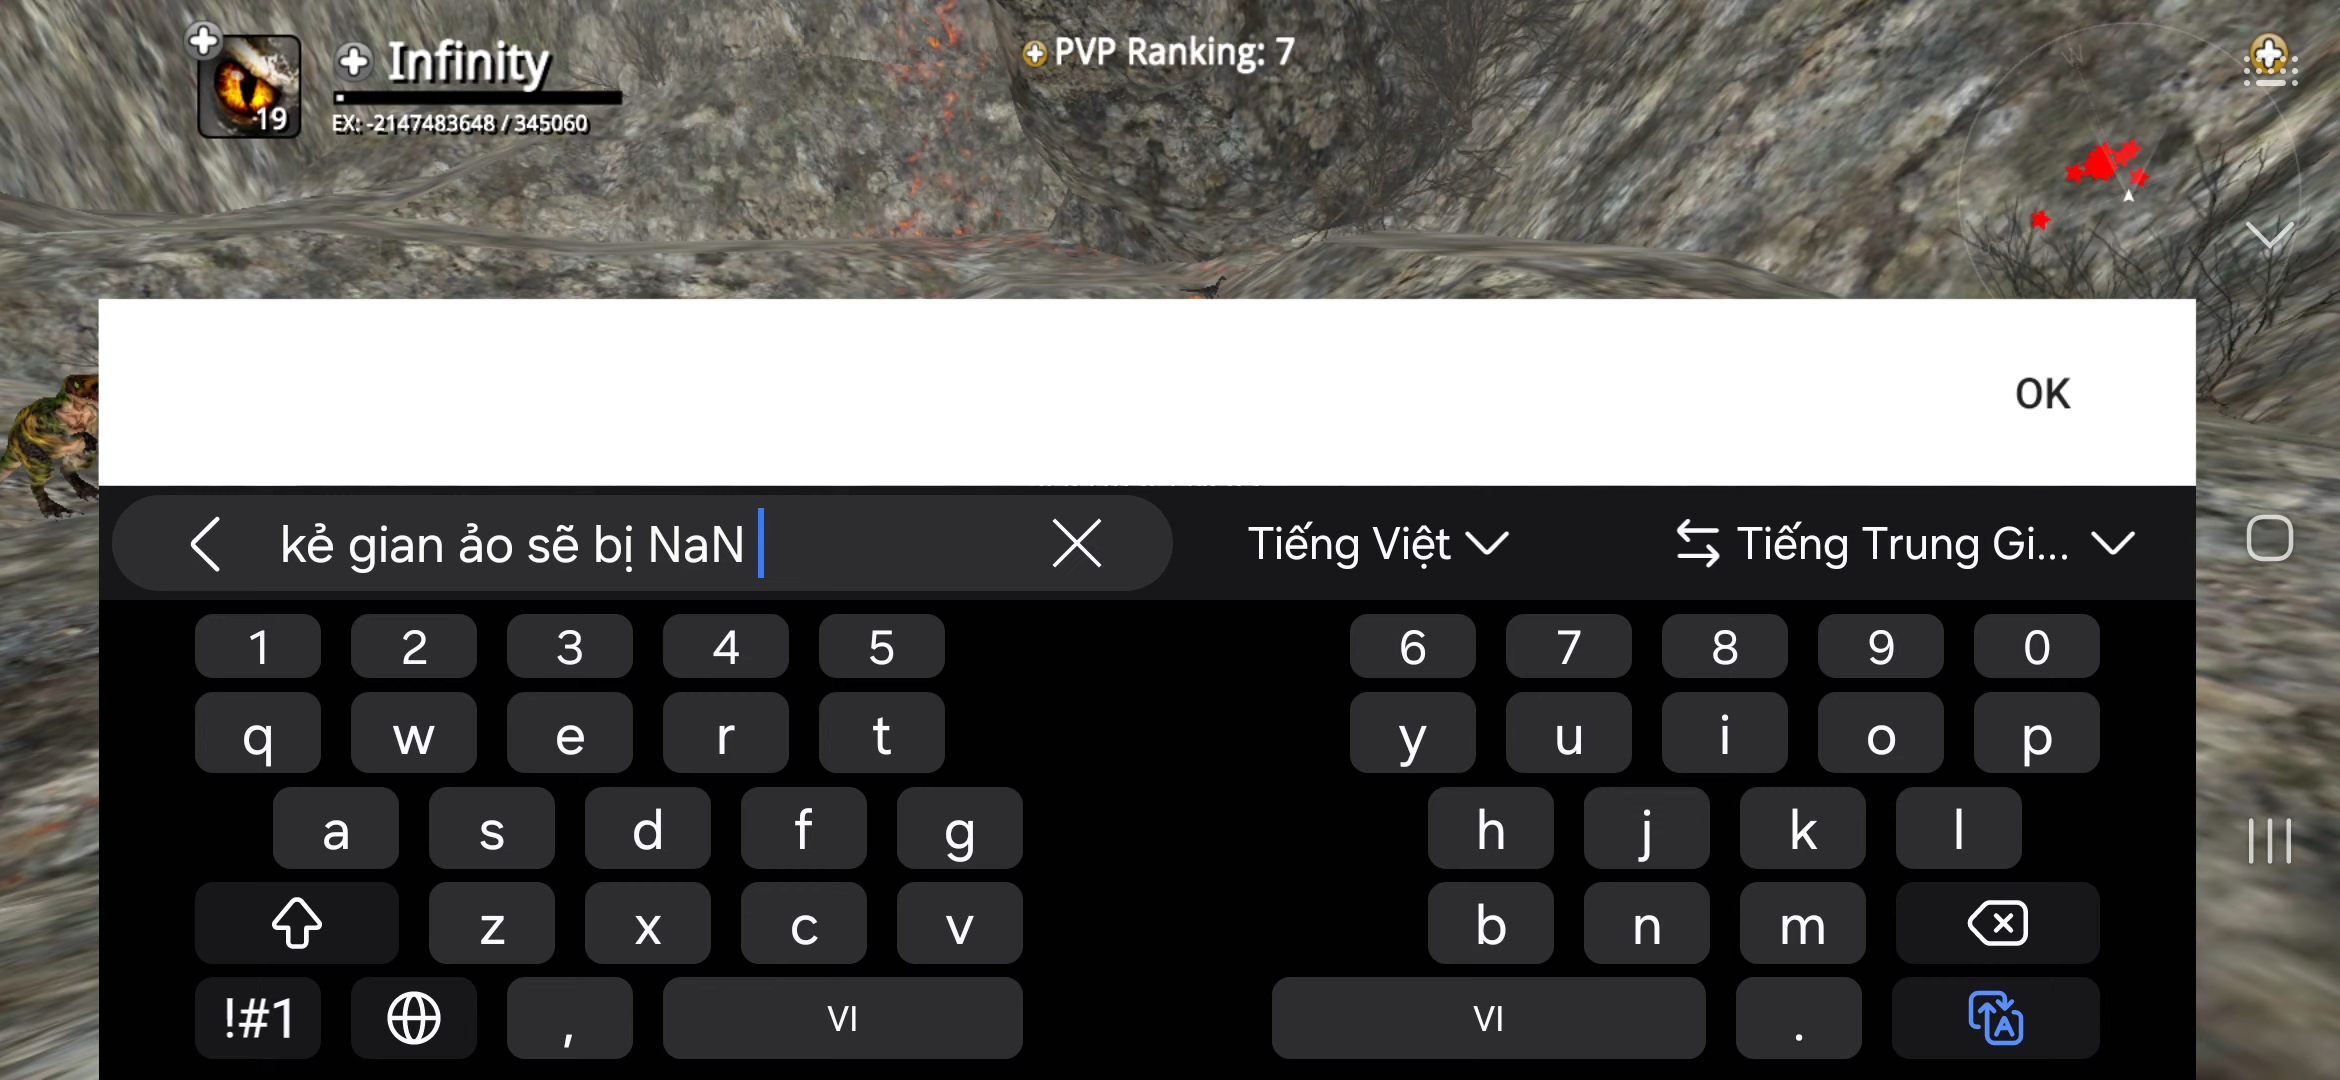 19
Infinity
EX: -2147483648 / 345060
PVP Ranking: 7
W
OK
kẻ gian ảo sẽ bị NaN
Tiếng Việt
Tiếng Trung Gi...
1 2 3 4 5 6 7 8 9 0
q w e r t y u i o p
a s d f g h j k l
z x c v b n m
!#1 , VI VI . A